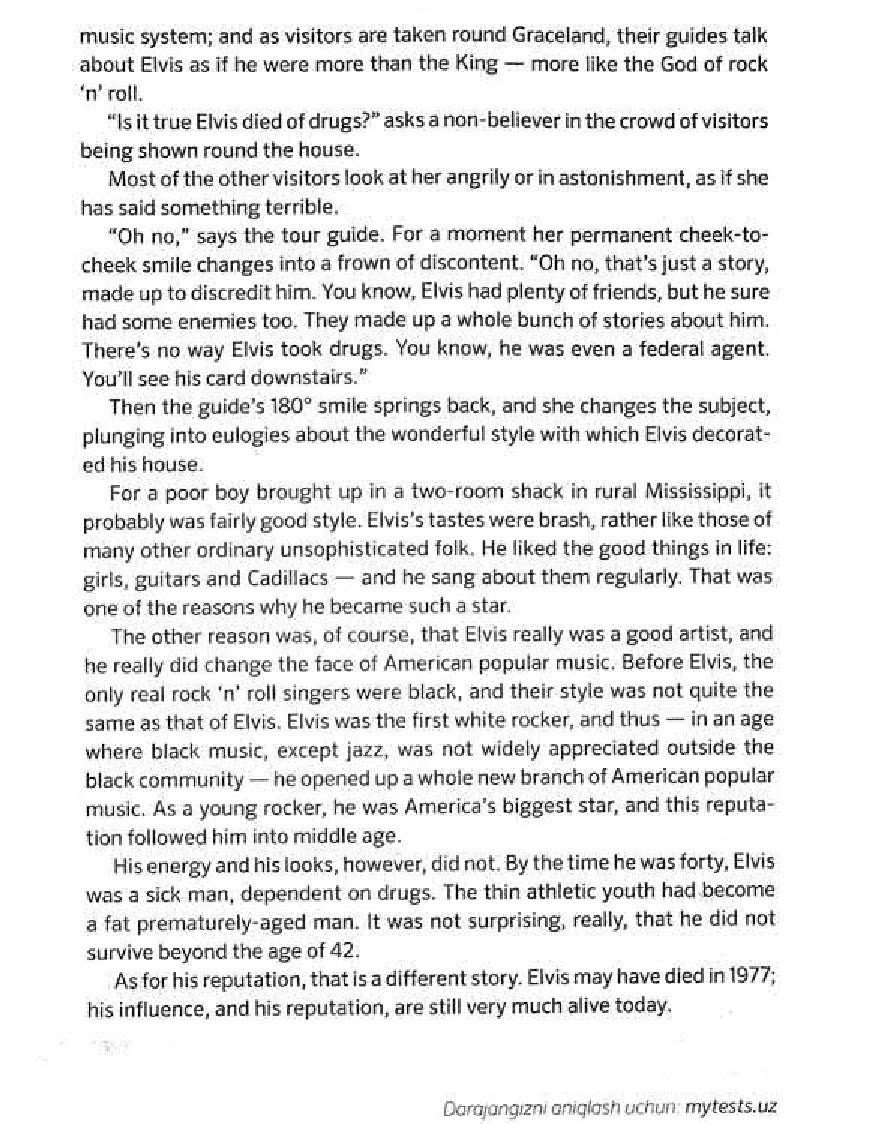 music system; and as visitors are taken round Graceland, their guides talk
about Elvis as if he were more than the King — more like the God of rock
'n' roll.
"Is it true Elvis died of drugs?" asks a non-believer in the crowd of visitors
being shown round the house.
Most of the other visitors look at her angrily or in astonishment, as if she
has said something terrible.
"Oh no," says the tour guide. For a moment her permanent cheek-to-
cheek smile changes into a frown of discontent. "Oh no, that's just a story,
made up to discredit him. You know, Elvis had plenty of friends, but he sure
had some enemies too. They made up a whole bunch of stories about him.
There's no way Elvis took drugs. You know, he was even a federal agent.
You'll see his card downstairs."
Then the guide's 180° smile springs back, and she changes the subject,
plunging into eulogies about the wonderful style with which Elvis decorat-
ed his house.
For a poor boy brought up in a two-room shack in rural Mississippi, it
probably was fairly good style. Elvis's tastes were brash, rather like those of
many other ordinary unsophisticated folk. He liked the good things in life:
girls, guitars and Cadillacs — and he sang about them regularly. That was
one of the reasons why he became such a star.
The other reason was, of course, that Elvis really was a good artist, and
he really did change the face of American popular music. Before Elvis, the
only real rock 'n' roll singers were black, and their style was not quite the
same as that of Elvis. Elvis was the first white rocker, and thus — in an age
where black music, except jazz, was not widely appreciated outside the
black community — he opened up a whole new branch of American popular
music. As a young rocker, he was America's biggest star, and this reputa-
tion followed him into middle age.
His energy and his looks, however, did not. By the time he was forty, Elvis
was a sick man, dependent on drugs. The thin athletic youth had become
a fat prematurely-aged man. It was not surprising, really, that he did not
survive beyond the age of 42.
As for his reputation, that is a different story. Elvis may have died in 1977;
his influence, and his reputation, are still very much alive today.
Darajangizni aniqlash uchun: mytests.uz